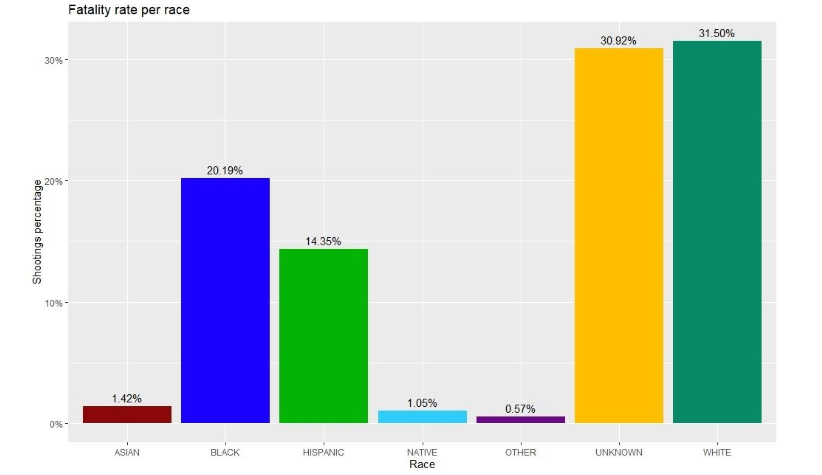 Fatality rate per race
Shootings percentage
30%
20%
10%
0%
1.42%
20.19%
14.35%
1.05%
0.57%
30.92%
31.50%
ASIAN
BLACK
HISPANIC
NATIVE
OTHER
UNKNOWN
WHITE
Race